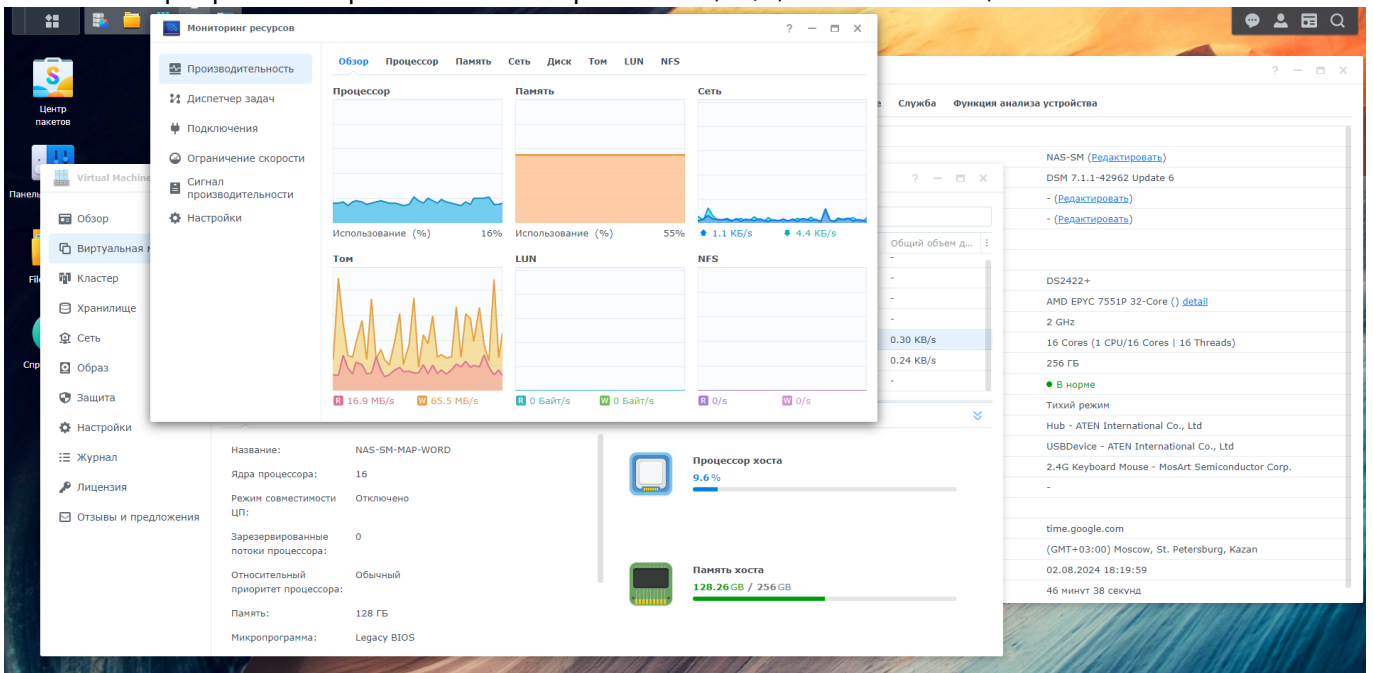 Мониторинг ресурсов
Производительность
Диспетчер задач
Подключения
Ограничение скорости
Сигнал
производительности
Настройки
Обзор Процессор Память Сеть Диск Том LUN NFS
Процессор
Использование (%) 16%
Память
Использование (%) 55%
Сеть
1.1 КБ/s 4.4 КБ/s
Том
R 16.9 МБ/s W 65.5 МБ/s
LUN
R 0 Байт/s W 0 Байт/s
NFS
R 0/s W 0/s
Центр
пакетов
Virtual Machine
Обзор
Виртуальная
Кластер
Хранилище
Сеть
Образ
Защита
Настройки
Журнал
Лицензия
Отзывы и предложения
Общий объем д...
-
-
-
-
0.30 KB/s
0.24 KB/s
-
Название: NAS-SM-MAP-WORD
Ядра процессора: 16
Режим совместимости Отключено
ЦП:
Зарезервированные 0
потоки процессора:
Относительный Обычный
приоритет процессора:
Память: 128 ГБ
Микропрограмма: Legacy BIOS
Процессор хоста
9.6%
Память хоста
128.26 GB / 256 GB
Служба Функция анализа устройства
NAS-SM (Редактировать)
DSM 7.1.1-42962 Update 6
- (Редактировать)
- (Редактировать)
DS2422+
AMD EPYC 7551P 32-Core () detail
2 GHz
16 Cores (1 CPU/16 Cores | 16 Threads)
256 ГБ
В норме
Тихий режим
Hub - ATEN International Co., Ltd
USBDevice - ATEN International Co., Ltd
2.4G Keyboard Mouse - MosArt Semiconductor Corp.
-
time.google.com
(GMT+03:00) Moscow, St. Petersburg, Kazan
02.08.2024 18:19:59
46 минут 38 секунд